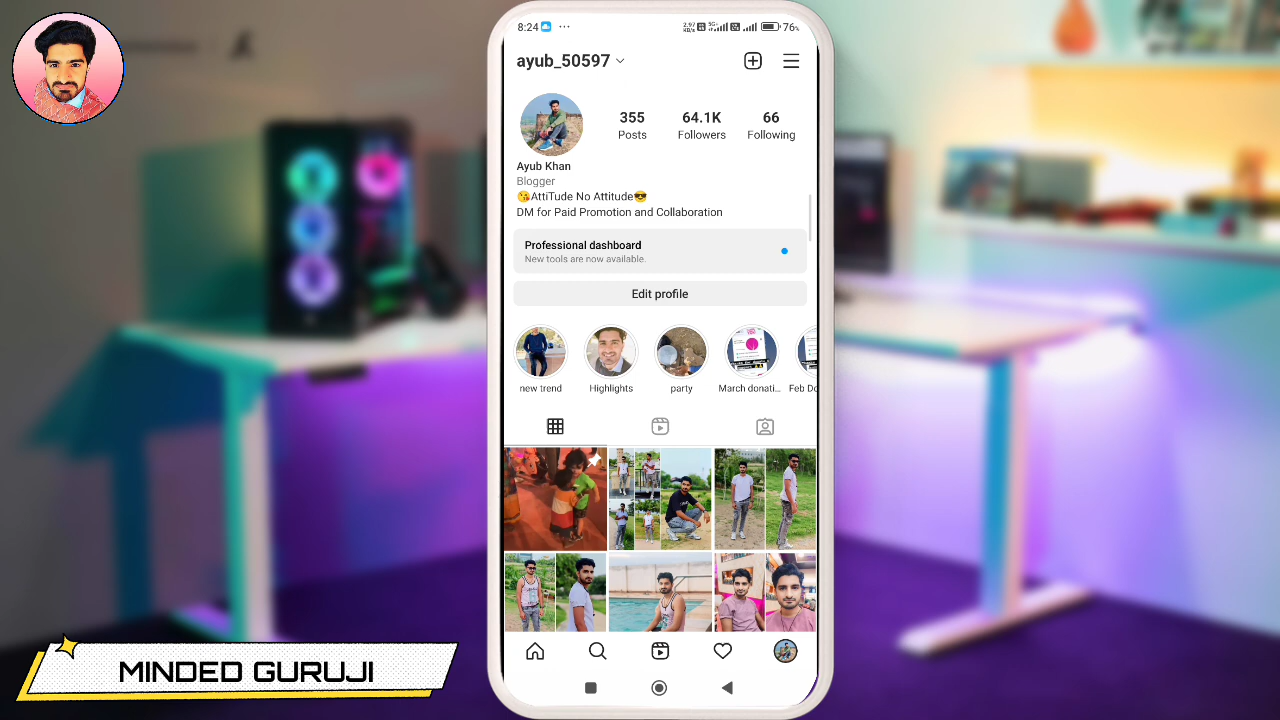 8:24
76%
ayub_50597
355
Posts
64.1K
Followers
66
Following
Ayub Khan
Blogger
😘AttiTude No Attitude😎
DM for Paid Promotion and Collaboration
Professional dashboard
New tools are now available.
Edit profile
new trend
Highlights
party
March donati...
Feb Do
MINDED GURUJI